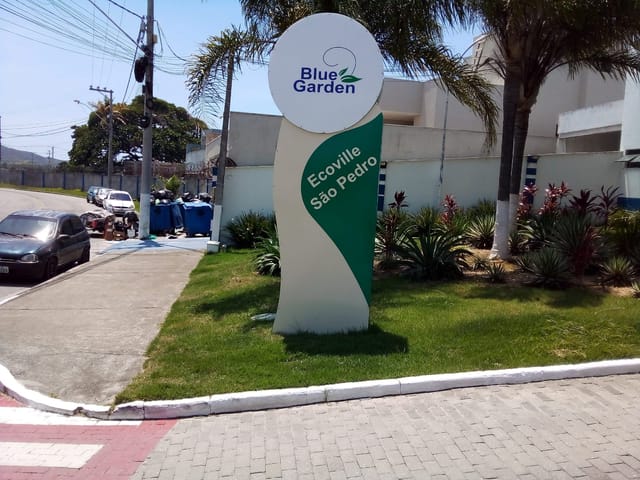 Blue
Garden
Ecoville
São Pedro